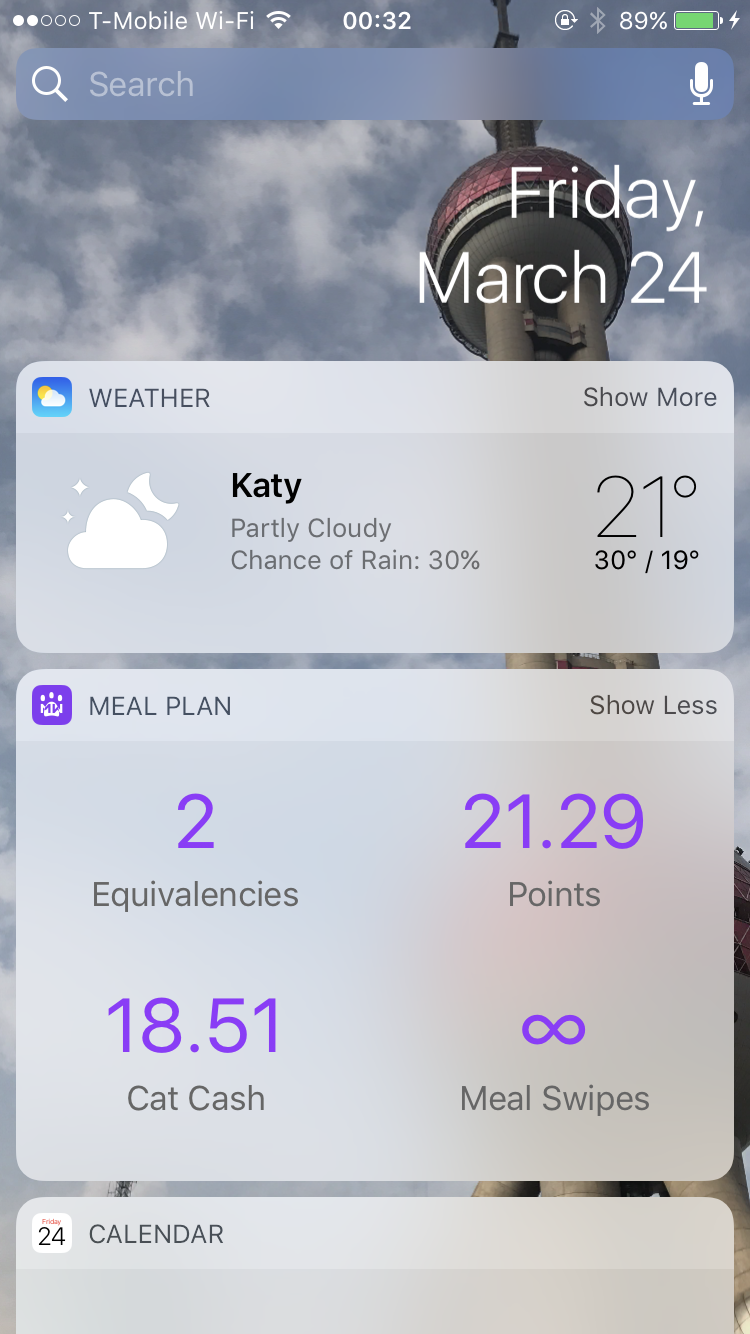 T-Mobile Wi-Fi 00:32 89%
Search
Friday,
March 24
WEATHER Show More
Katy 21°
Partly Cloudy
Chance of Rain: 30% 30° / 19°
MEAL PLAN Show Less
2 21.29
Equivalencies Points
18.51 ∞
Cat Cash Meal Swipes
Friday
24 CALENDAR